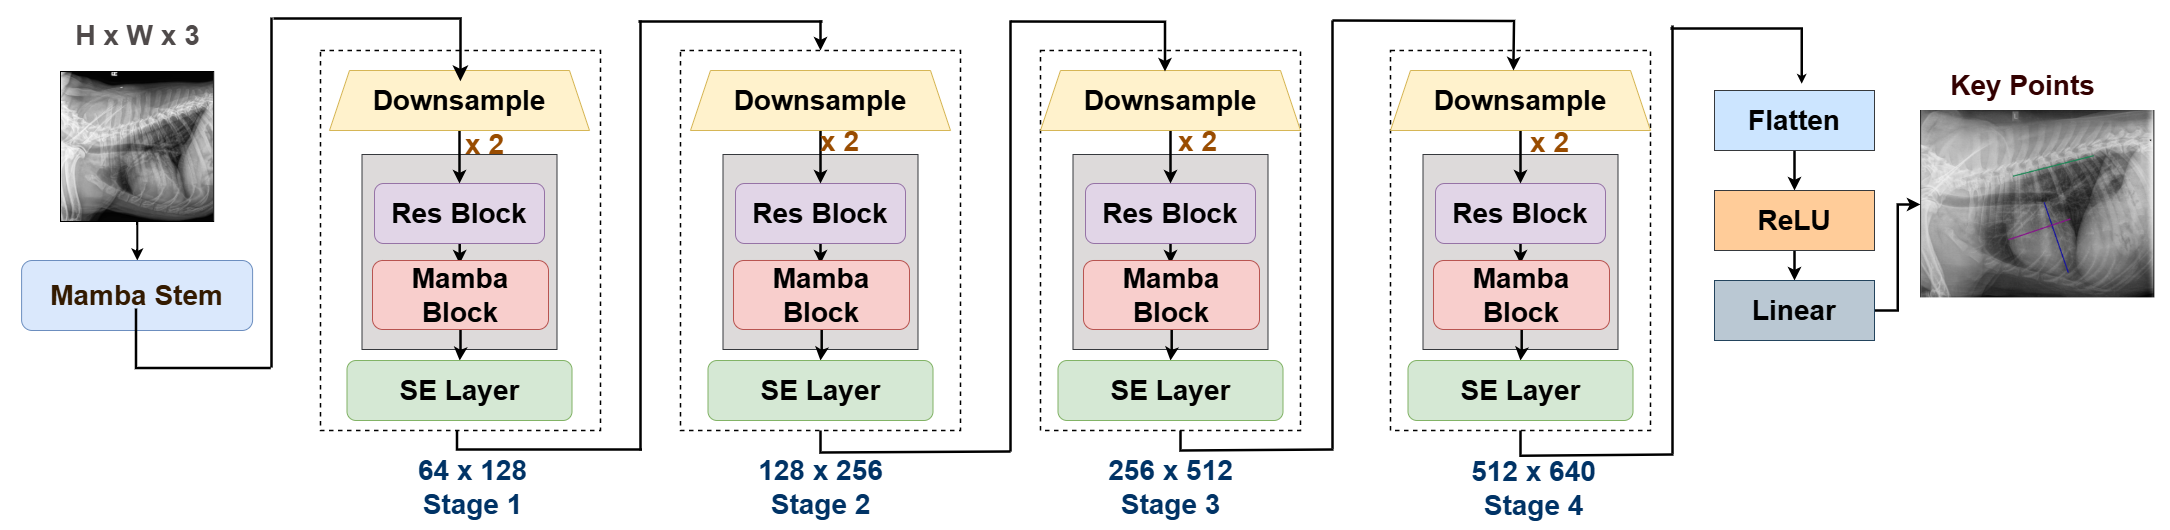 H x W x 3
Mamba Stem
Downsample
x 2
Res Block
Mamba
Block
SE Layer
64 x 128
Stage 1
Downsample
x 2
Res Block
Mamba
Block
SE Layer
128 x 256
Stage 2
Downsample
x 2
Res Block
Mamba
Block
SE Layer
256 x 512
Stage 3
Downsample
x 2
Res Block
Mamba
Block
SE Layer
512 x 640
Stage 4
Flatten
ReLU
Linear
Key Points